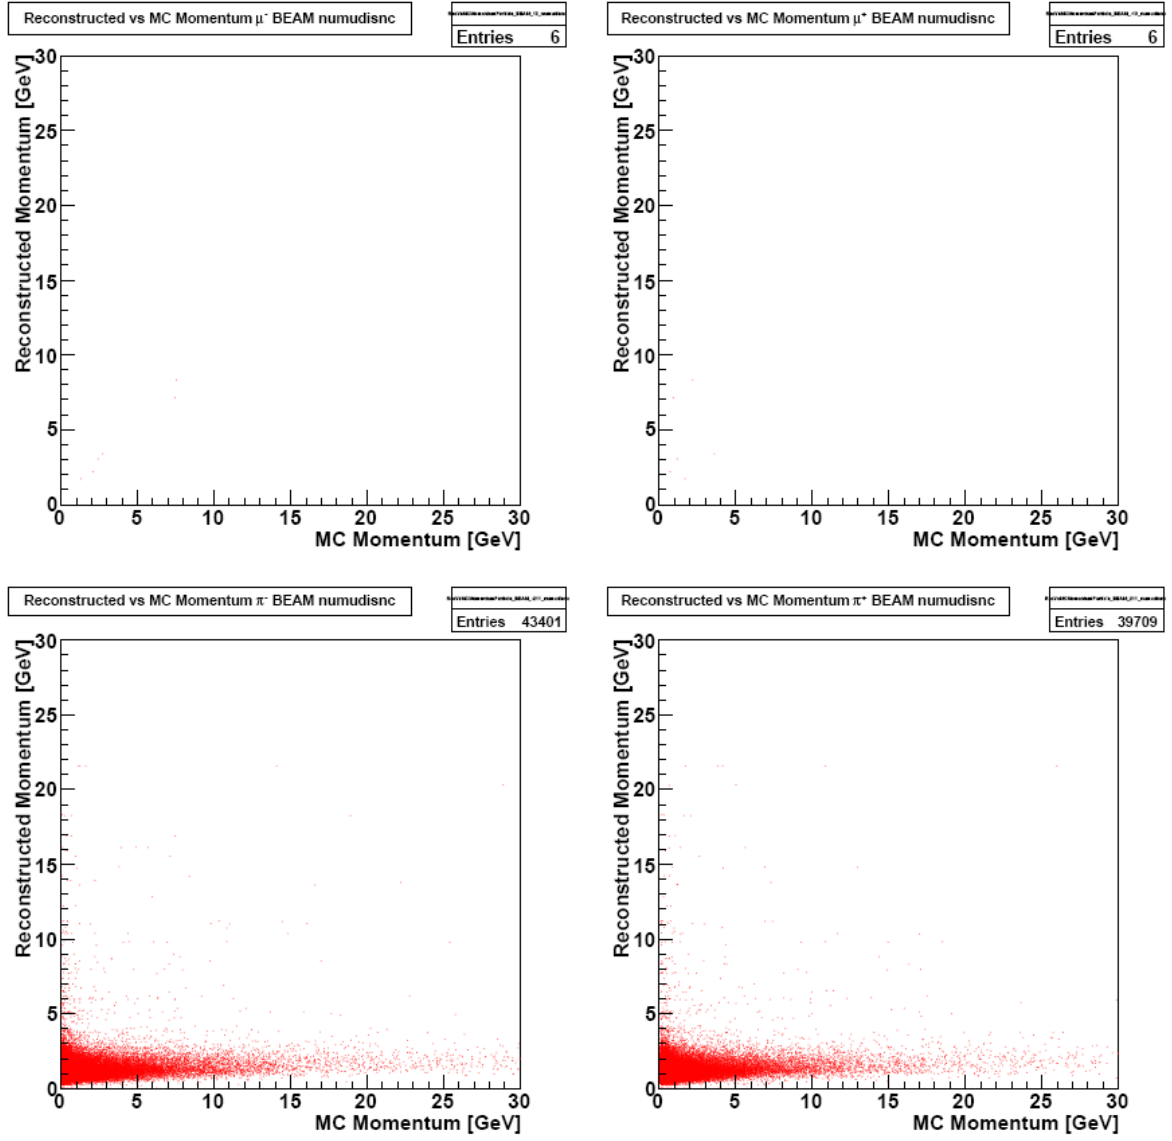 Reconstructed vs MC Momentum μ- BEAM numudisnc
Entries 6
Reconstructed Momentum [GeV]
30
25
20
15
10
5
0
0 5 10 15 20 25 30
MC Momentum [GeV]
Reconstructed vs MC Momentum μ+ BEAM numudisnc
Entries 6
Reconstructed Momentum [GeV]
30
25
20
15
10
5
0
0 5 10 15 20 25 30
MC Momentum [GeV]
Reconstructed vs MC Momentum π- BEAM numudisnc
Entries 43401
Reconstructed Momentum [GeV]
30
25
20
15
10
5
0
0 5 10 15 20 25 30
MC Momentum [GeV]
Reconstructed vs MC Momentum π+ BEAM numudisnc
Entries 39709
Reconstructed Momentum [GeV]
30
25
20
15
10
5
0
0 5 10 15 20 25 30
MC Momentum [GeV]